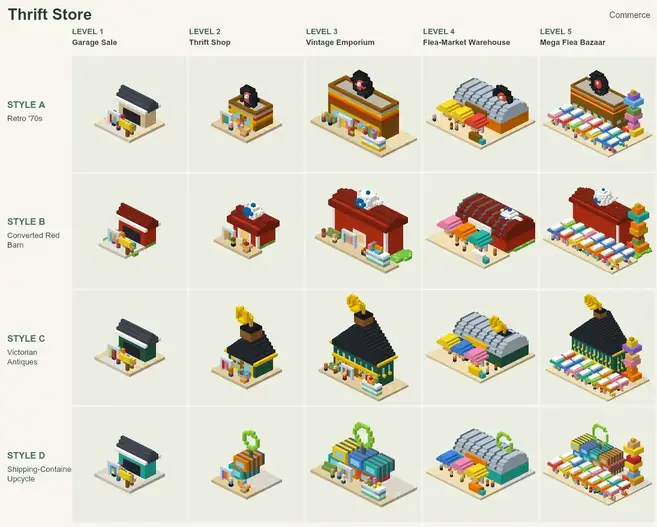 Thrift Store
Commerce
LEVEL 1
Garage Sale
LEVEL 2
Thrift Shop
LEVEL 3
Vintage Emporium
LEVEL 4
Flea-Market Warehouse
LEVEL 5
Mega Flea Bazaar
STYLE A
Retro '70s
STYLE B
Converted Red
Barn
STYLE C
Victorian
Antiques
STYLE D
Shipping-Containe
Upcycle